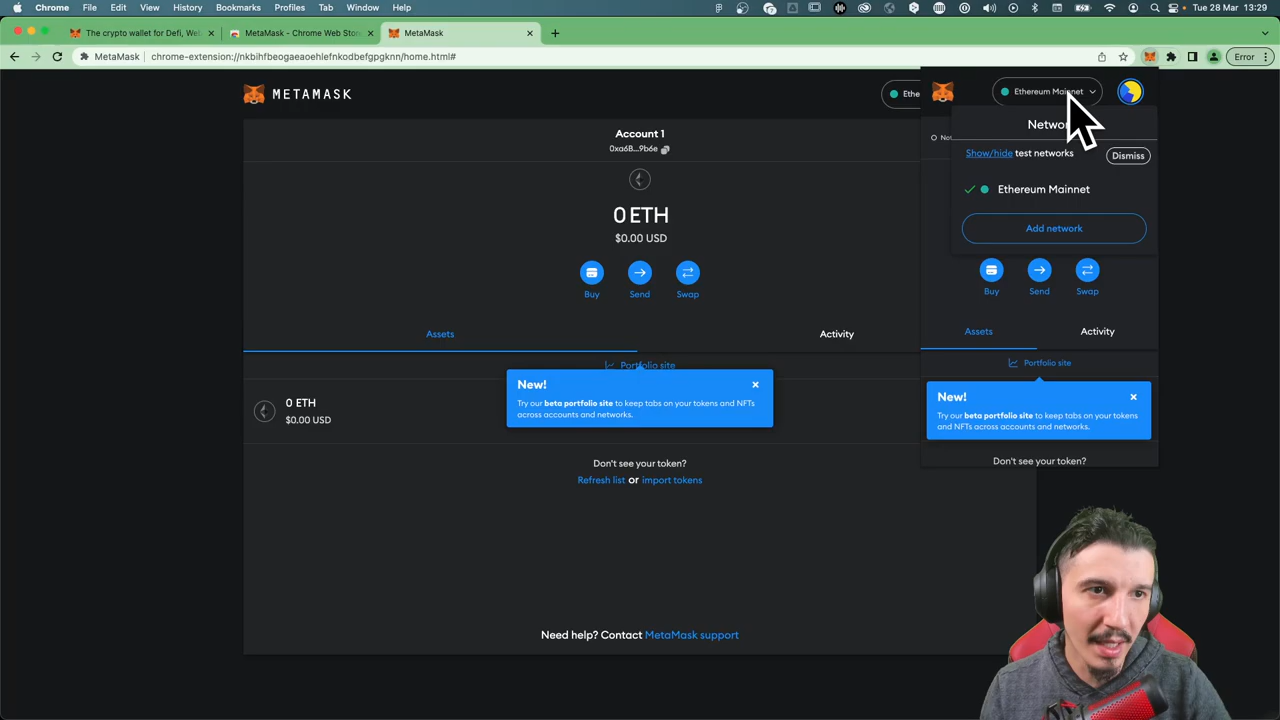 Chrome File Edit View History Bookmarks Profiles Tab Window Help
Tue 28 Mar 13:29
The crypto wallet for Defi, We
MetaMask - Chrome Web Sto
MetaMask
MetaMask chrome-extension://nkbihfbeogaeaoehlefnkodbefgpgknn/home.html#
Error
METAMASK
Ethe
Ethereum Mainnet
Account 1
0xa6B...9b6e
0 ETH
$0.00 USD
Buy Send Swap
Assets Activity
Portfolio site
New!
Try our beta portfolio site to keep tabs on your tokens and NFTs
across accounts and networks.
0 ETH
$0.00 USD
Don't see your token?
Refresh list or import tokens
Need help? Contact MetaMask support
Show/hide test networks
Dismiss
Ethereum Mainnet
Add network
Buy Send Swap
Assets Activity
Portfolio site
New!
Try our beta portfolio site to keep tabs on your tokens
and NFTs across accounts and networks.
Don't see your token?